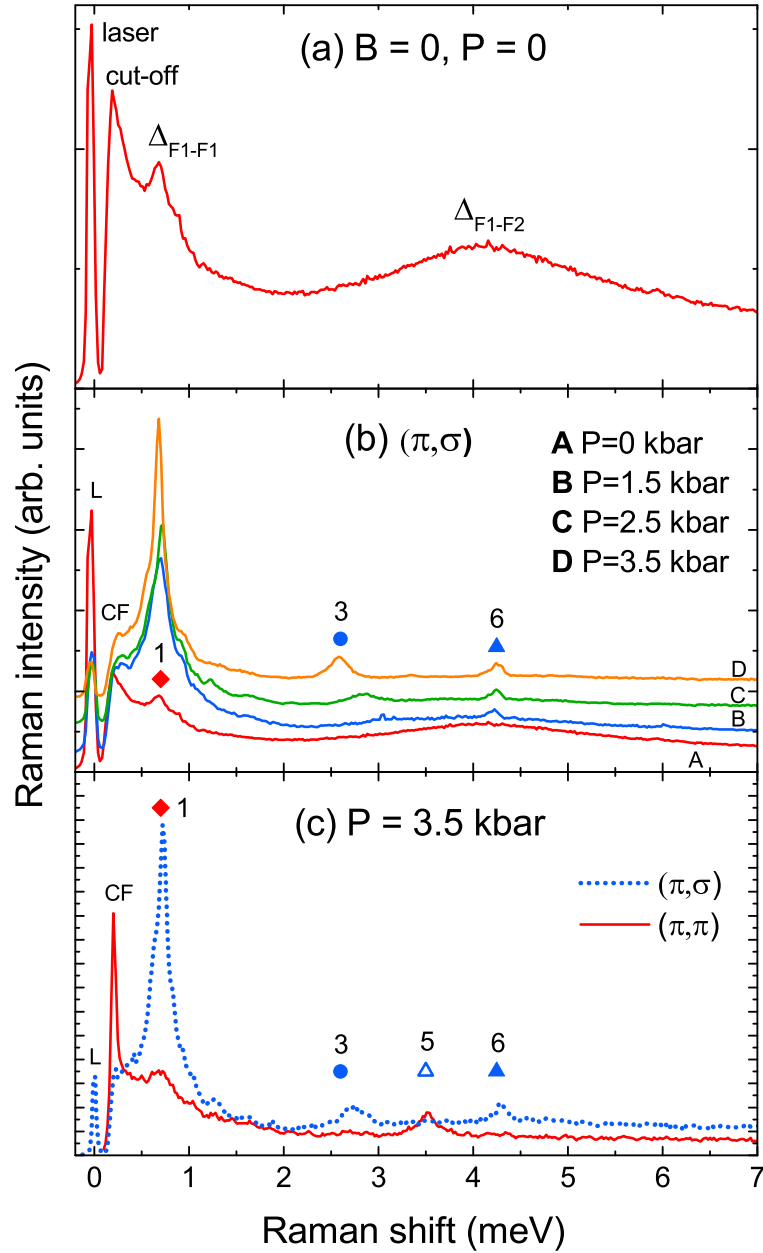 laser
(a) B = 0, P = 0
cut-off
Δ_F1-F1
Δ_F1-F2
Raman intensity (arb. units)
(b) (π,σ)
A P=0 kbar
B P=1.5 kbar
C P=2.5 kbar
D P=3.5 kbar
L
CF
1
3
6
D
C
B
A
1
(c) P = 3.5 kbar
CF
(π,σ)
(π,π)
L
3
5
6
0
1
2
3
4
5
6
7
Raman shift (meV)